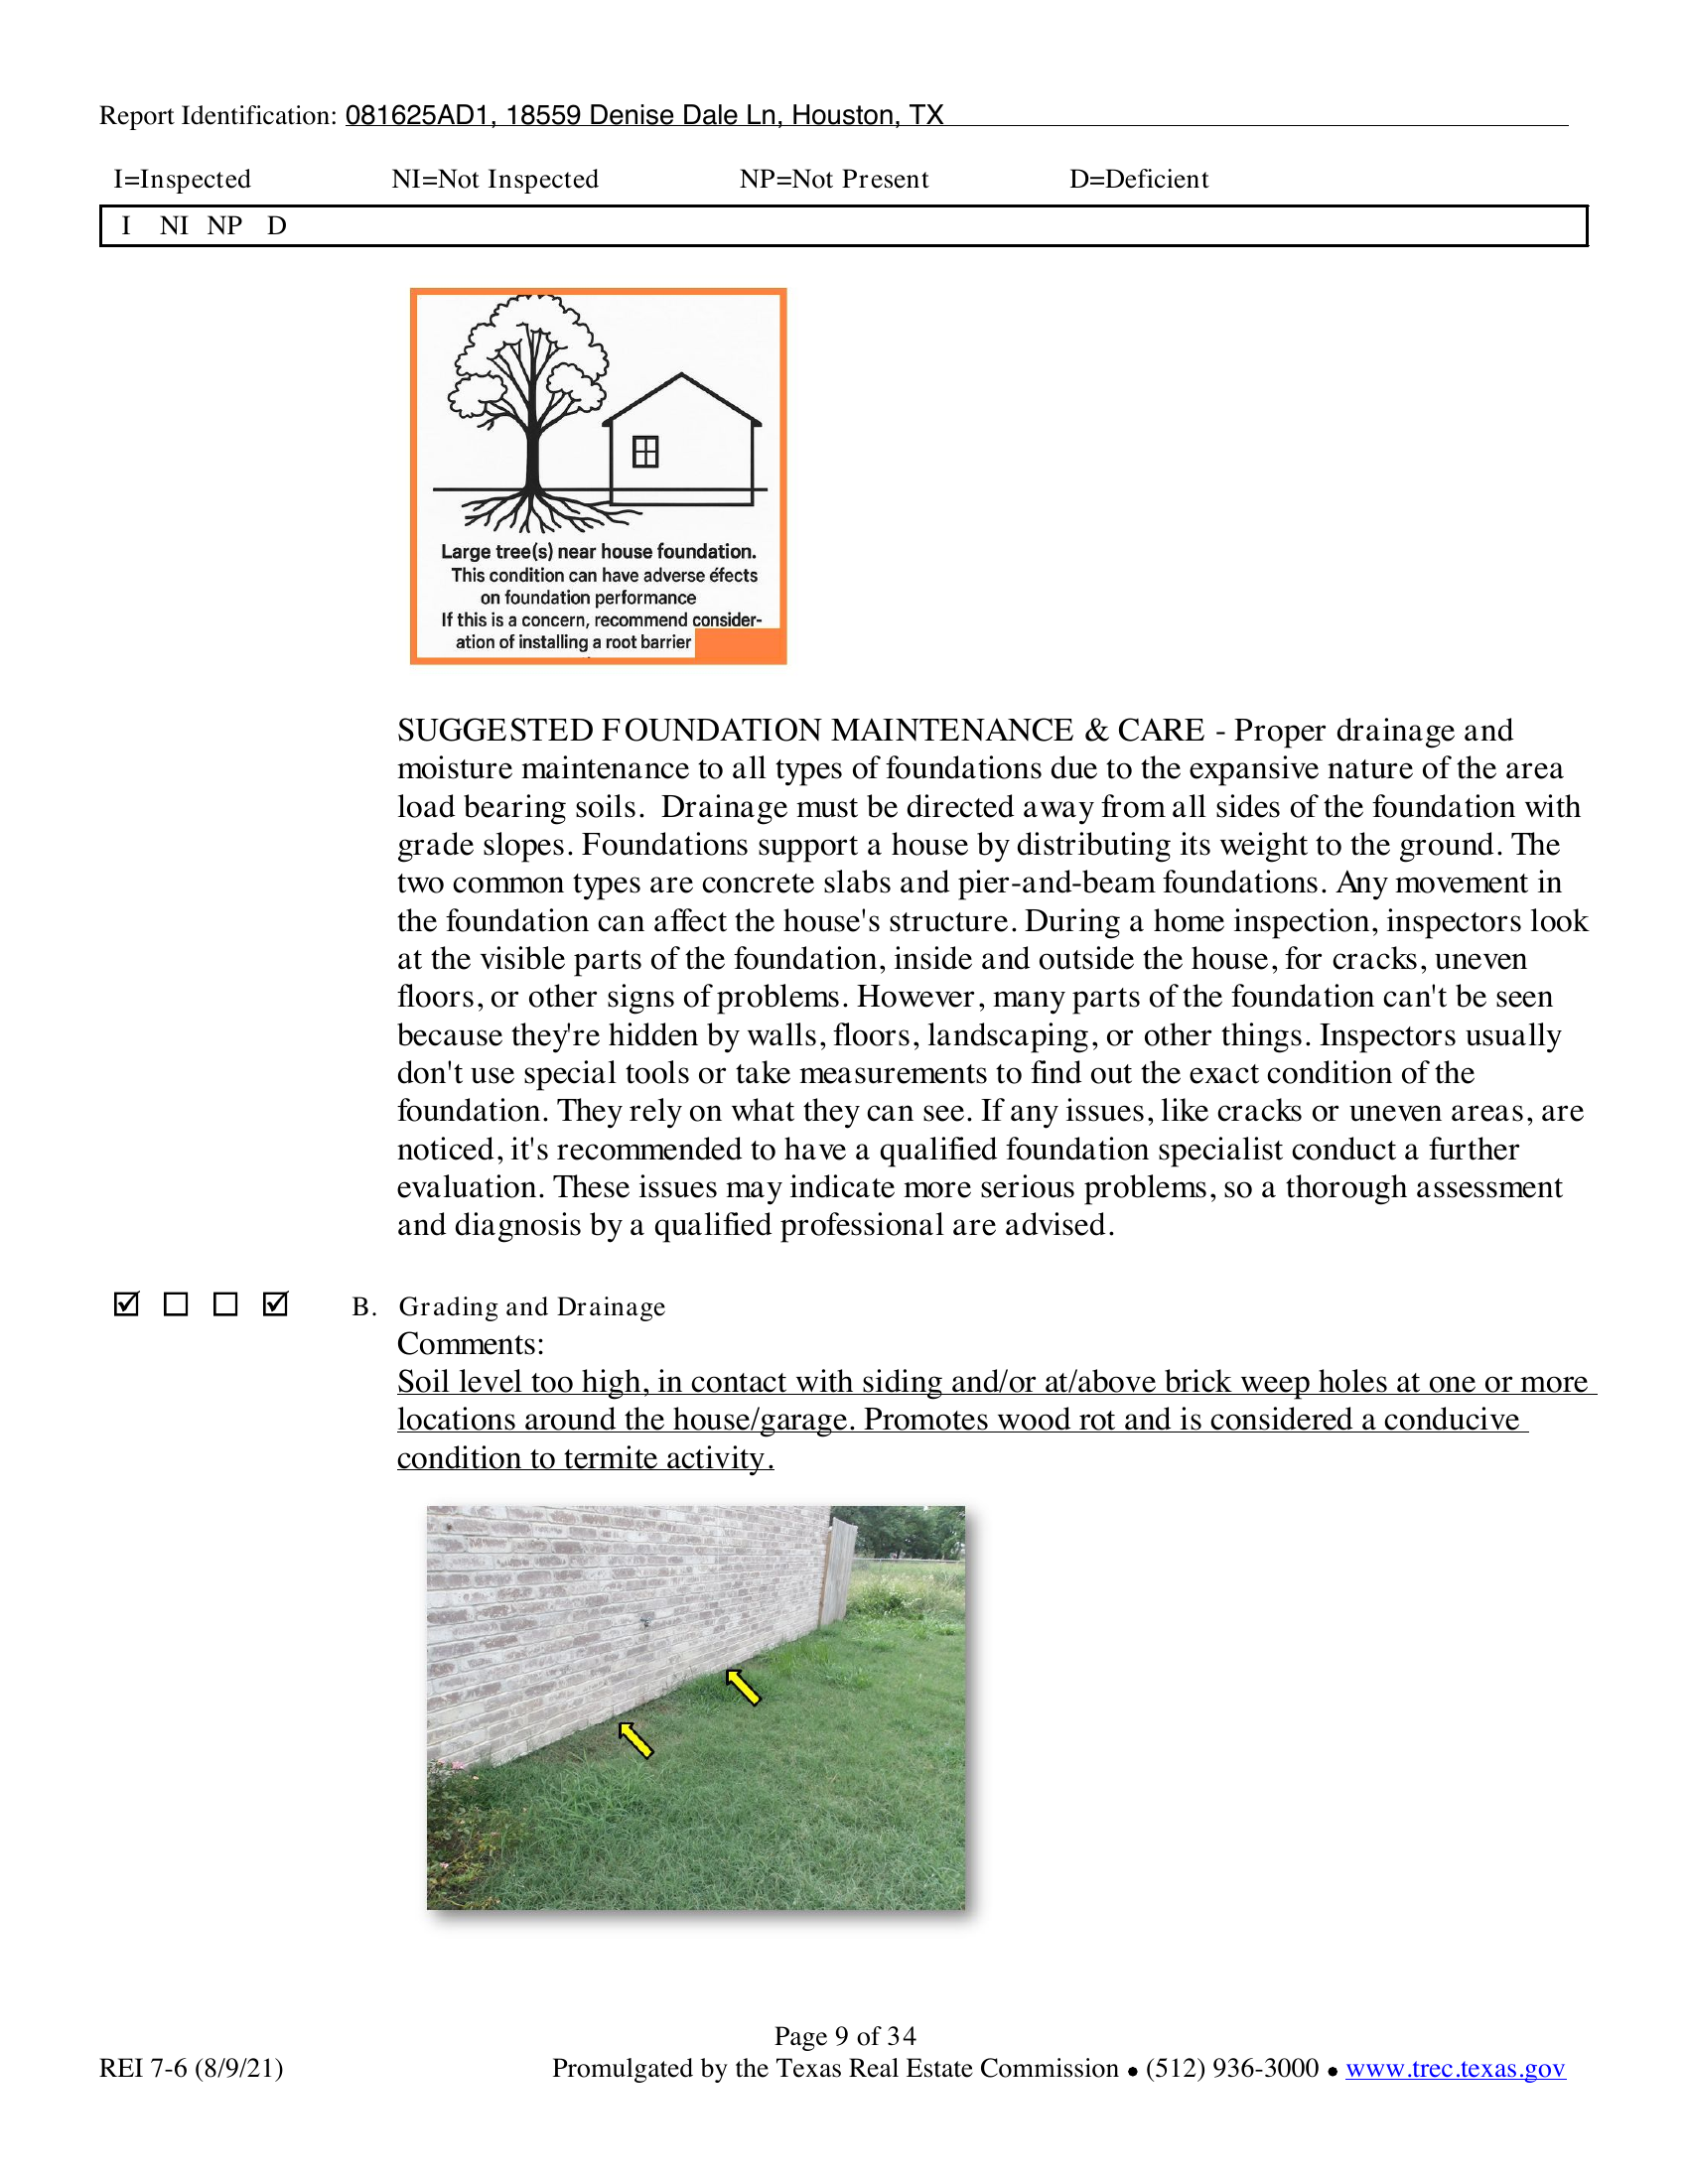 Report Identification: 081625AD1, 18559 Denise Dale Ln, Houston, TX
I=Inspected NI=Not Inspected NP=Not Present D=Deficient
I NI NP D
Large tree(s) near house foundation.
This condition can have adverse éfects
on foundation performance
If this is a concern, recommend consider-
ation of installing a root barrier
SUGGESTED FOUNDATION MAINTENANCE & CARE - Proper drainage and
moisture maintenance to all types of foundations due to the expansive nature of the area
load bearing soils. Drainage must be directed away from all sides of the foundation with
grade slopes. Foundations support a house by distributing its weight to the ground. The
two common types are concrete slabs and pier-and-beam foundations. Any movement in
the foundation can affect the house's structure. During a home inspection, inspectors look
at the visible parts of the foundation, inside and outside the house, for cracks, uneven
floors, or other signs of problems. However, many parts of the foundation can't be seen
because they're hidden by walls, floors, landscaping, or other things. Inspectors usually
don't use special tools or take measurements to find out the exact condition of the
foundation. They rely on what they can see. If any issues, like cracks or uneven areas, are
noticed, it's recommended to have a qualified foundation specialist conduct a further
evaluation. These issues may indicate more serious problems, so a thorough assessment
and diagnosis by a qualified professional are advised.
B. Grading and Drainage
Comments:
Soil level too high, in contact with siding and/or at/above brick weep holes at one or more
locations around the house/garage. Promotes wood rot and is considered a conducive
condition to termite activity.
Page 9 of 34
REI 7-6 (8/9/21) Promulgated by the Texas Real Estate Commission ● (512) 936-3000 ● www.trec.texas.gov